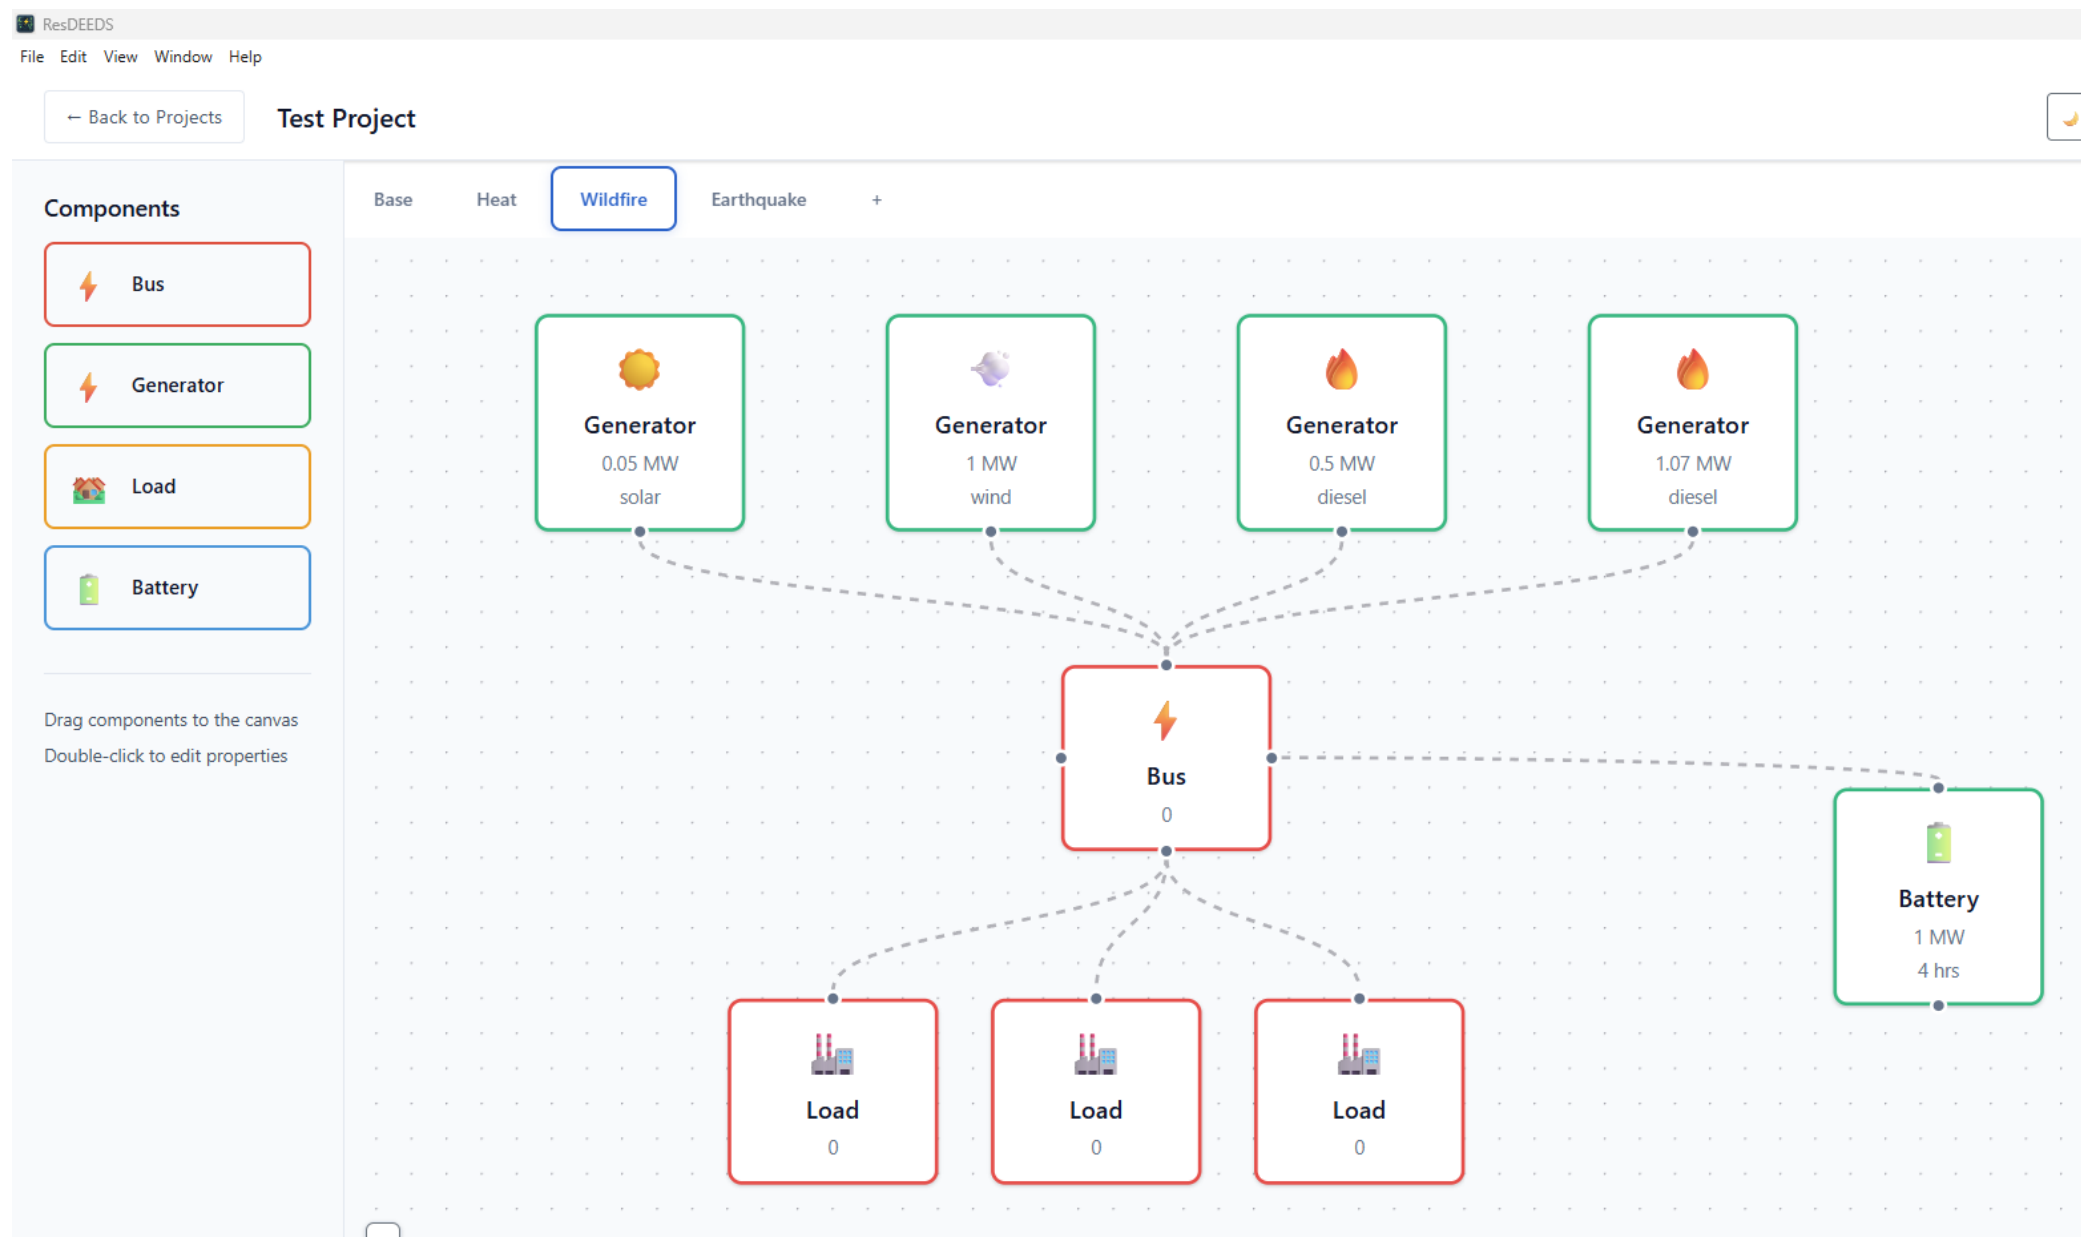 ResDEEDS
File Edit View Window Help
← Back to Projects
Test Project
Components
Bus
Generator
Load
Battery
Drag components to the canvas
Double-click to edit properties
Base
Heat
Wildfire
Earthquake
+
Generator
0.05 MW
solar
Generator
1 MW
wind
Generator
0.5 MW
diesel
Generator
1.07 MW
diesel
Bus
0
Battery
1 MW
4 hrs
Load
0
Load
0
Load
0